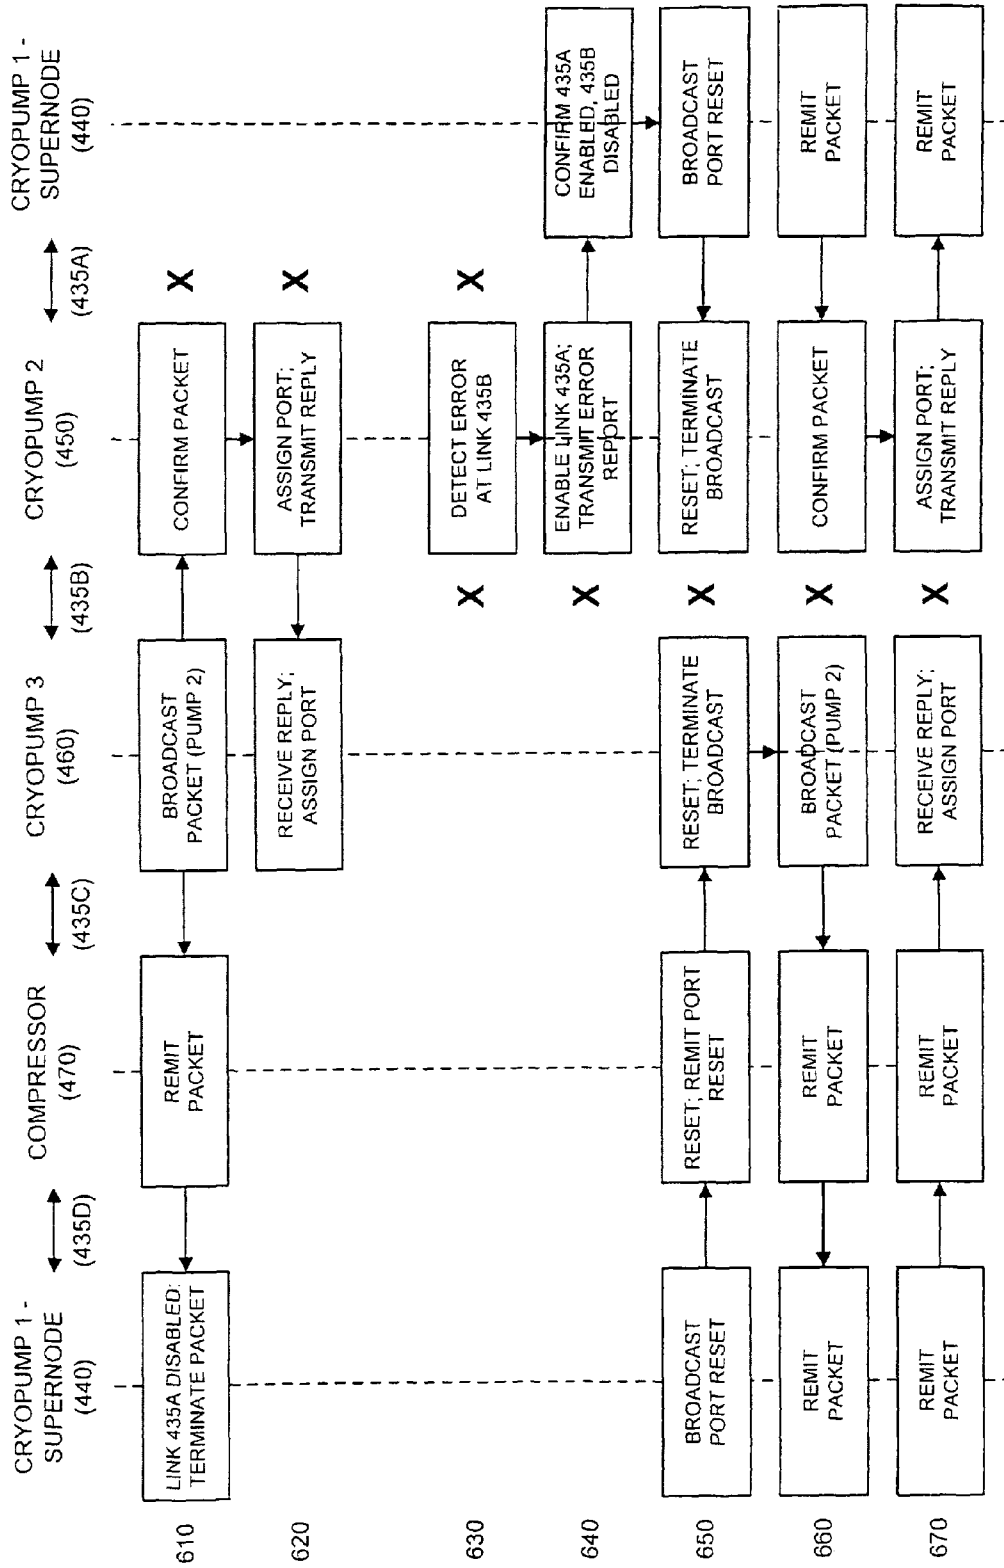 CRYOPUMP 1 -
SUPERNODE
(440)
(435D)
COMPRESSOR
(470)
(435C)
CRYOPUMP 3
(460)
(435B)
CRYOPUMP 2
(450)
(435A)
CRYOPUMP 1 -
SUPERNODE
(440)
610
LINK 435A DISABLED:
TERMINATE PACKET
REMIT
PACKET
BROADCAST
PACKET (PUMP 2)
CONFIRM PACKET
X
620
RECEIVE REPLY;
ASSIGN PORT
ASSIGN PORT;
TRANSMIT REPLY
X
630
X
DETECT ERROR
AT LINK 435B
X
640
X
ENABLE LINK 435A;
TRANSMIT ERROR
REPORT
CONFIRM 435A
ENABLED, 435B
DISABLED
650
BROADCAST
PORT RESET
RESET; REMIT PORT
RESET
RESET; TERMINATE
BROADCAST
X
RESET; TERMINATE
BROADCAST
BROADCAST
PORT RESET
660
REMIT
PACKET
REMIT
PACKET
BROADCAST
PACKET (PUMP 2)
X
CONFIRM PACKET
REMIT
PACKET
670
REMIT
PACKET
REMIT
PACKET
RECEIVE REPLY;
ASSIGN PORT
X
ASSIGN PORT;
TRANSMIT REPLY
REMIT
PACKET